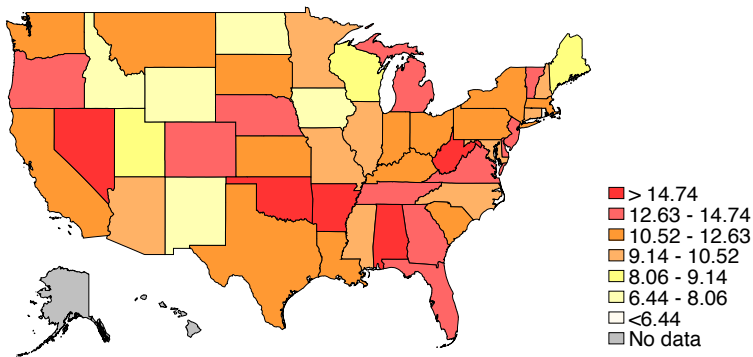 > 14.74
12.63 - 14.74
10.52 - 12.63
9.14 - 10.52
8.06 - 9.14
6.44 - 8.06
<6.44
No data